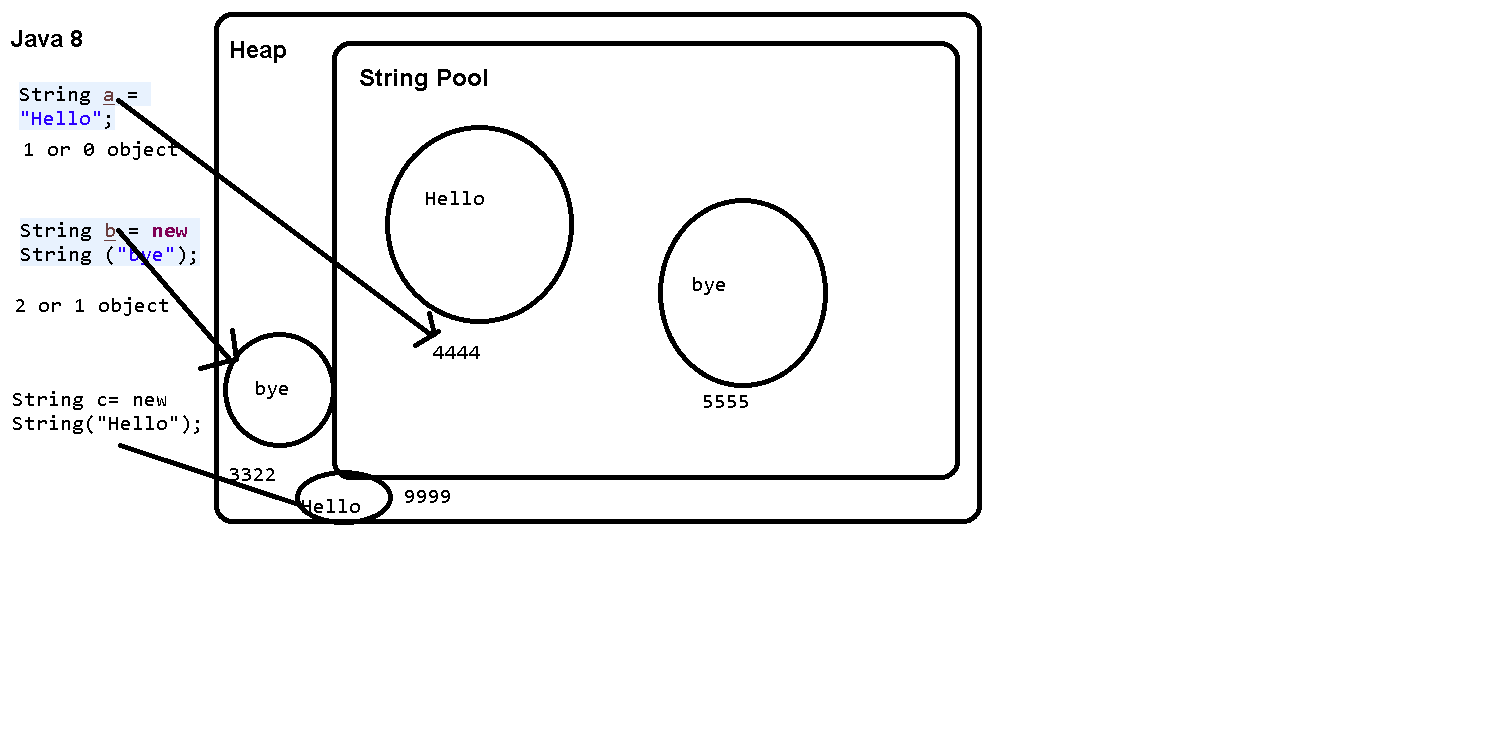 Java 8
Heap
String Pool
String a =
"Hello";
1 or 0 object
Hello
String b = new
String ("bye");
bye
2 or 1 object
4444
bye
5555
String c= new
String("Hello");
3322
Hello
9999